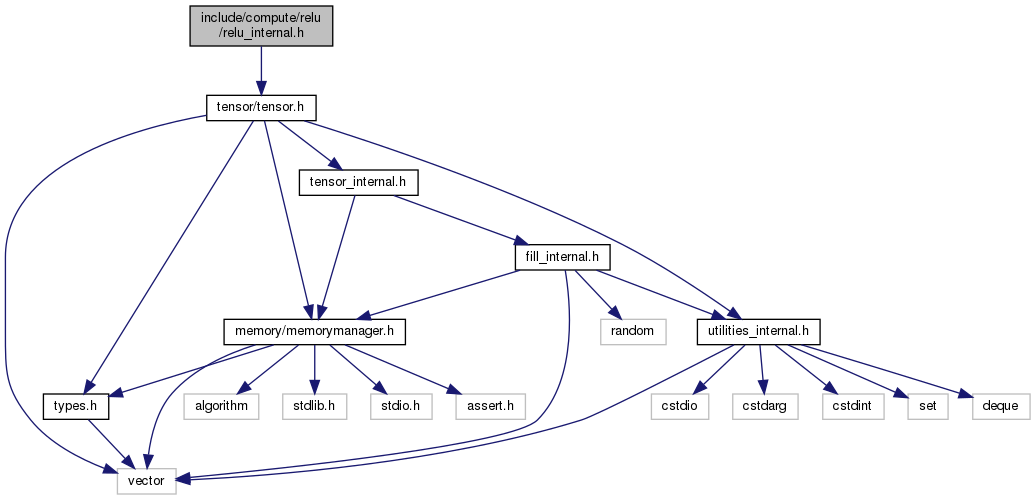 include/compute/relu
/relu_internal.h
tensor/tensor.h
tensor_internal.h
fill_internal.h
memory/memorymanager.h
random
utilities_internal.h
types.h
algorithm
stdlib.h
stdio.h
assert.h
cstdio
cstdarg
cstdint
set
deque
vector